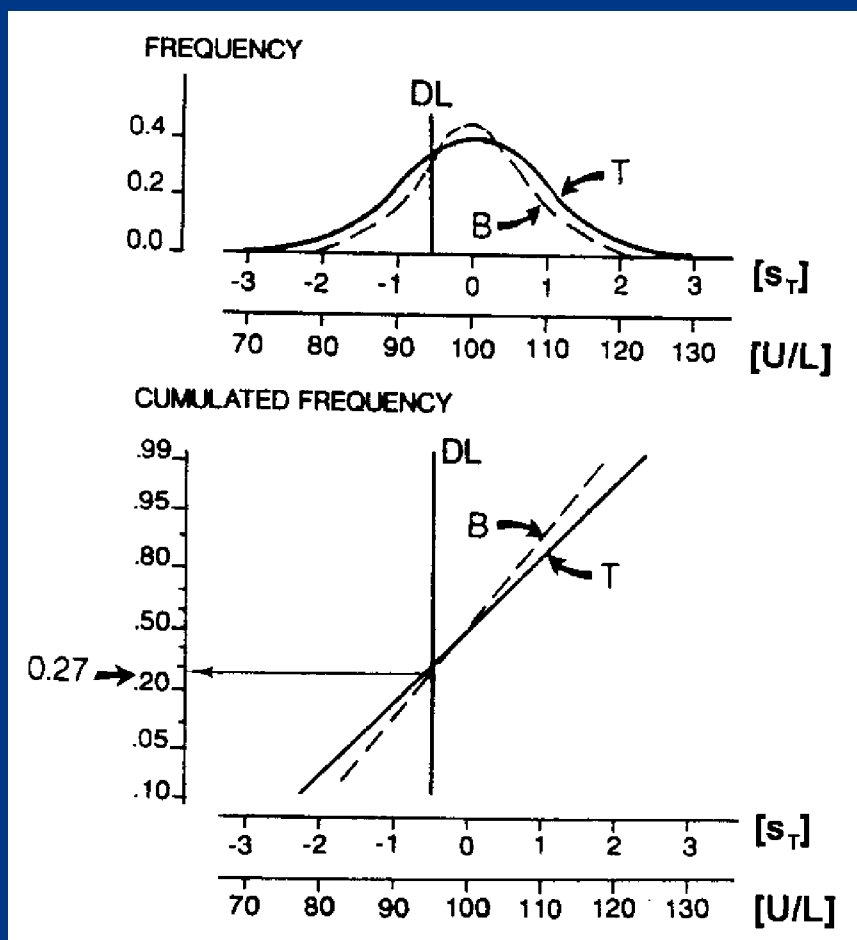 FREQUENCY
DL
0.4
0.2
0.0
T
B
-3 -2 -1 0 1 2 3 [sT]
70 80 90 100 110 120 130 [U/L]
CUMULATED FREQUENCY
DL
.99
.95
.80
.50
.20
.05
.10
B
T
0.27
-3 -2 -1 0 1 2 3 [sT]
70 80 90 100 110 120 130 [U/L]